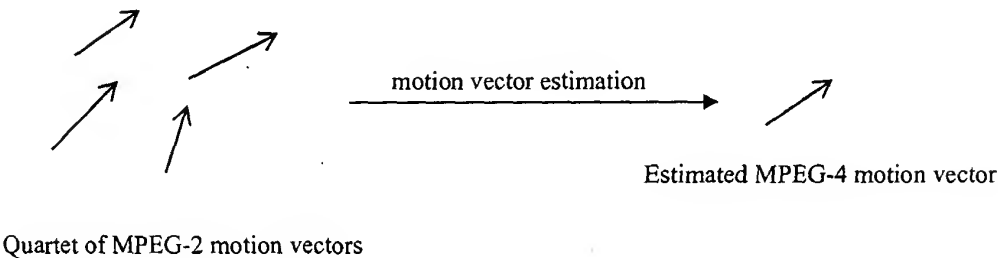 motion vector estimation
Estimated MPEG-4 motion vector
Quartet of MPEG-2 motion vectors